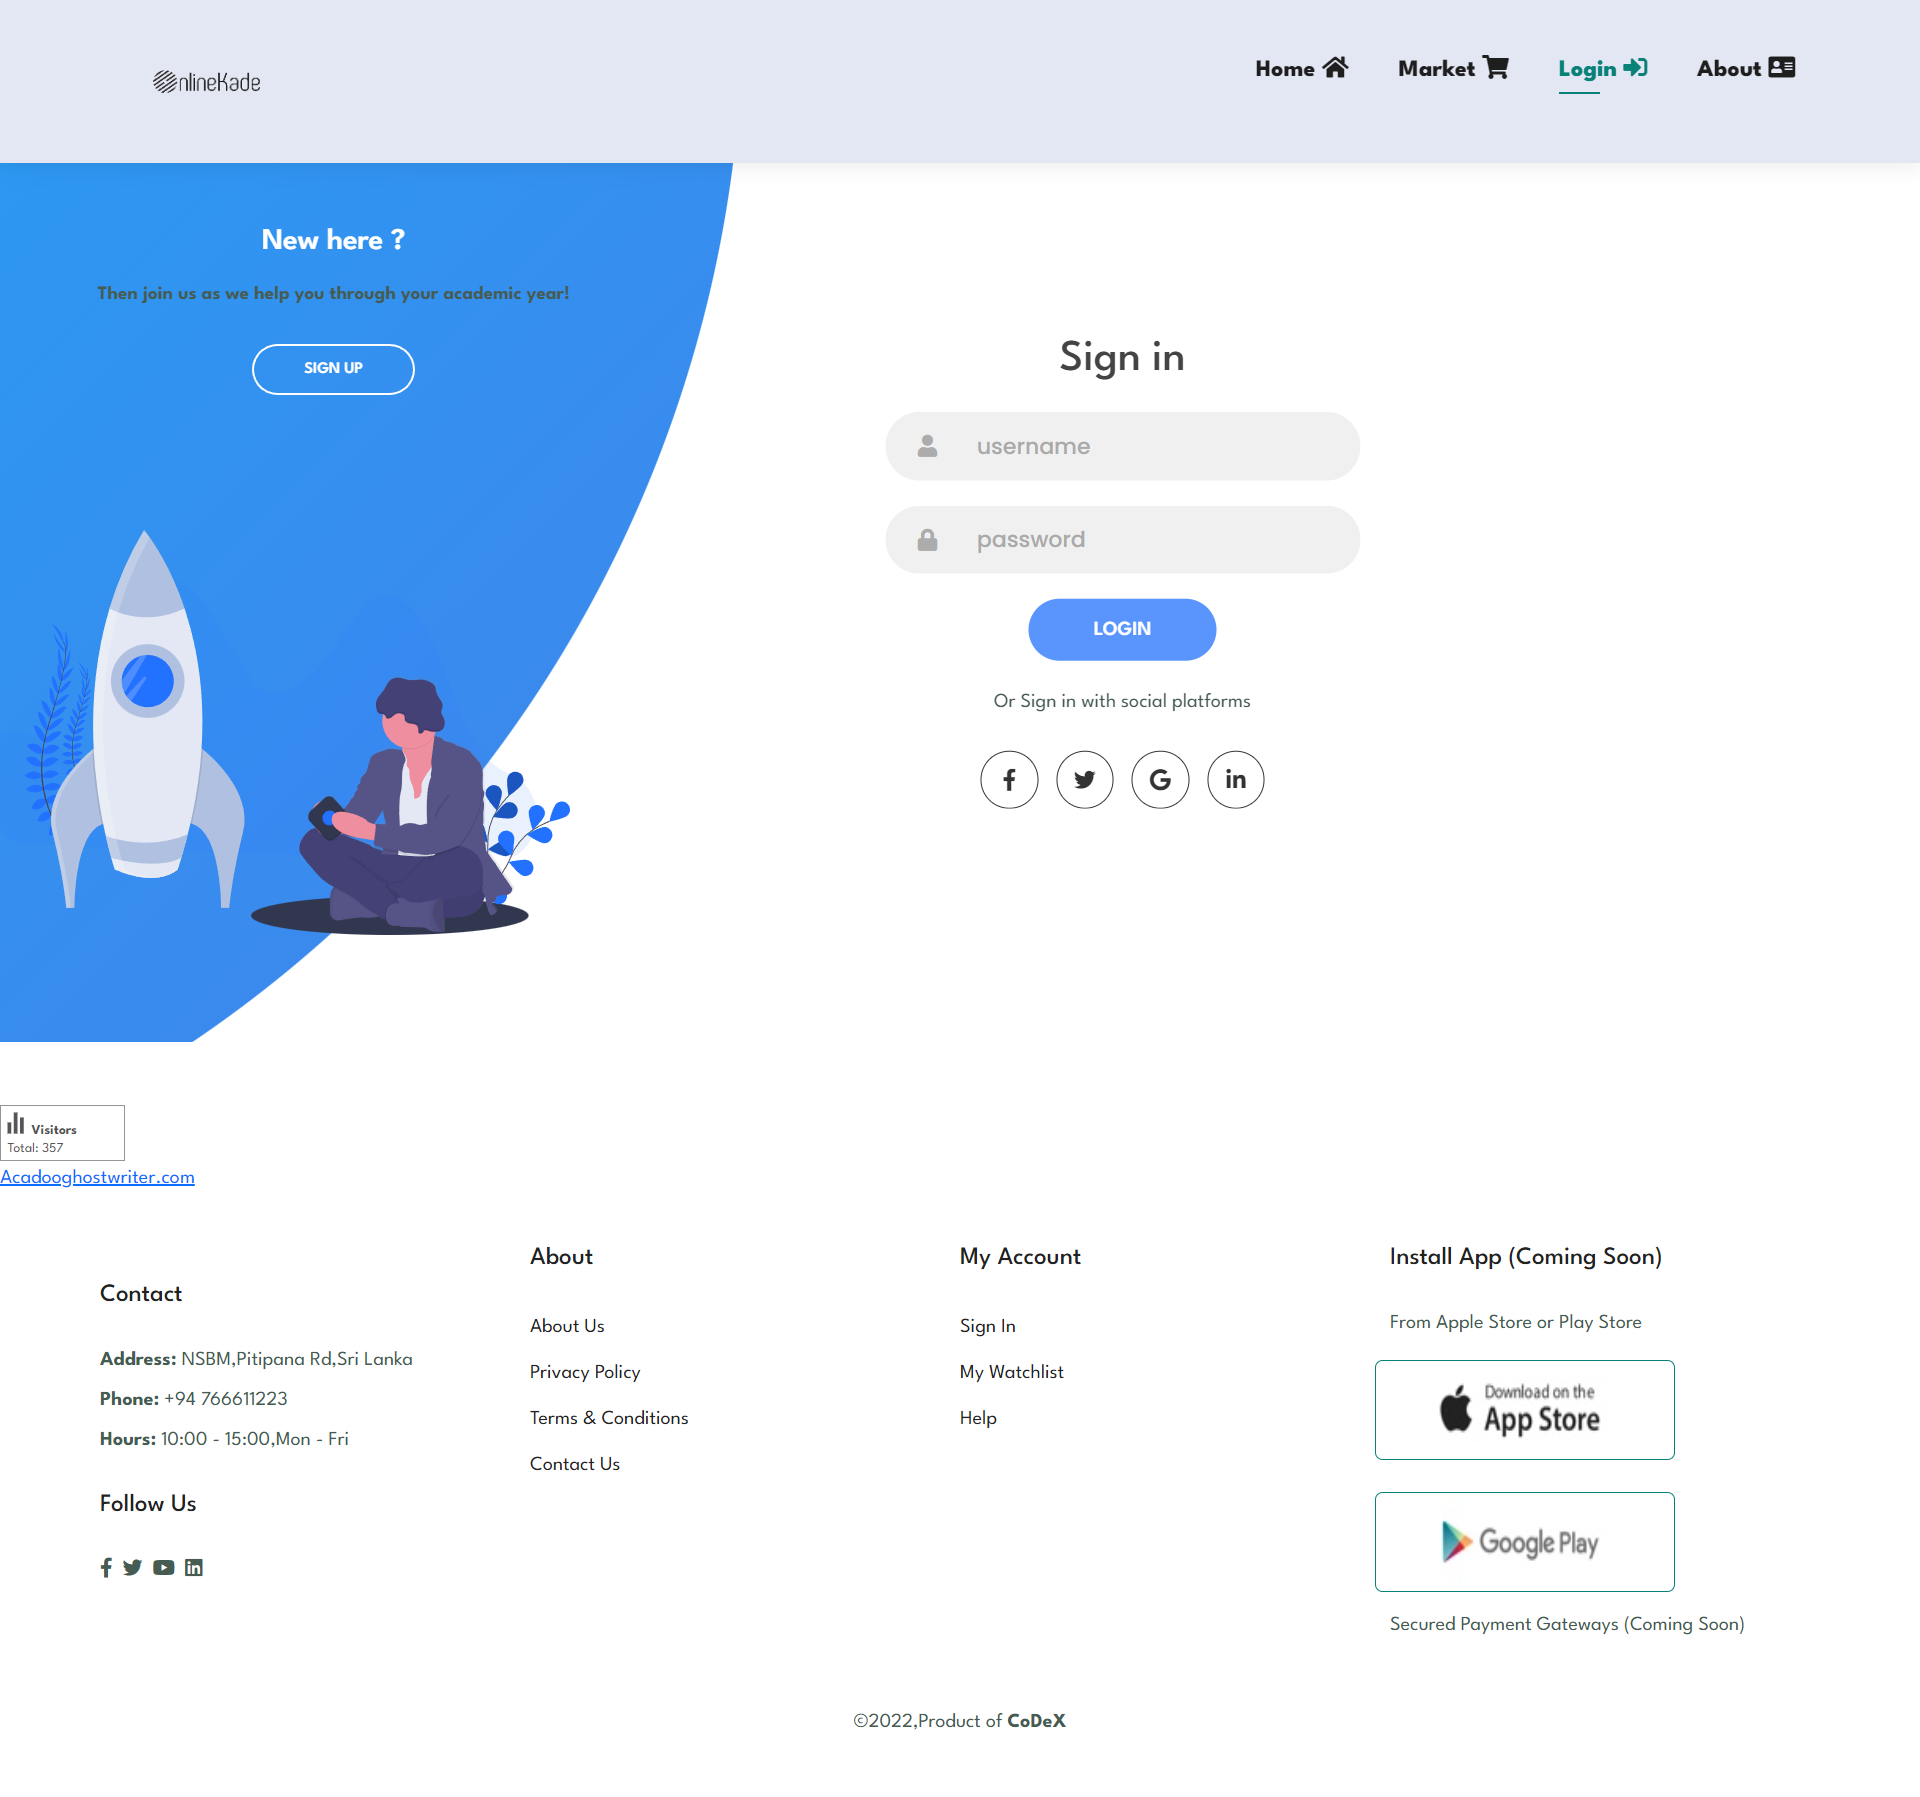 OnlineKade
Home
Market
Login
About
New here ?
Then join us as we help you through your academic year!
SIGN UP
Sign in
username
password
LOGIN
Or Sign in with social platforms
Visitors
Total: 357
Acadooghostwriter.com
Contact
Address: NSBM,Pitipana Rd,Sri Lanka
Phone: +94 766611223
Hours: 10:00 - 15:00,Mon - Fri
Follow Us
About
About Us
Privacy Policy
Terms & Conditions
Contact Us
My Account
Sign In
My Watchlist
Help
Install App (Coming Soon)
From Apple Store or Play Store
Download on the
App Store
Google Play
Secured Payment Gateways (Coming Soon)
©2022,Product of CoDeX